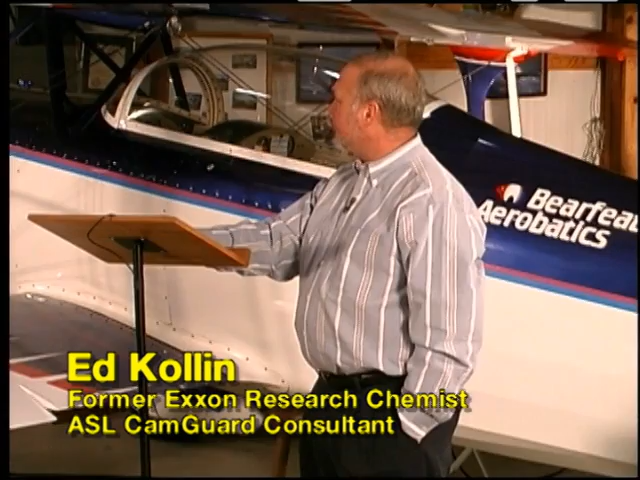 Bearfeat
Aerobatics
Ed Kollin
Former Exxon Research Chemist
ASL CamGuard Consultant